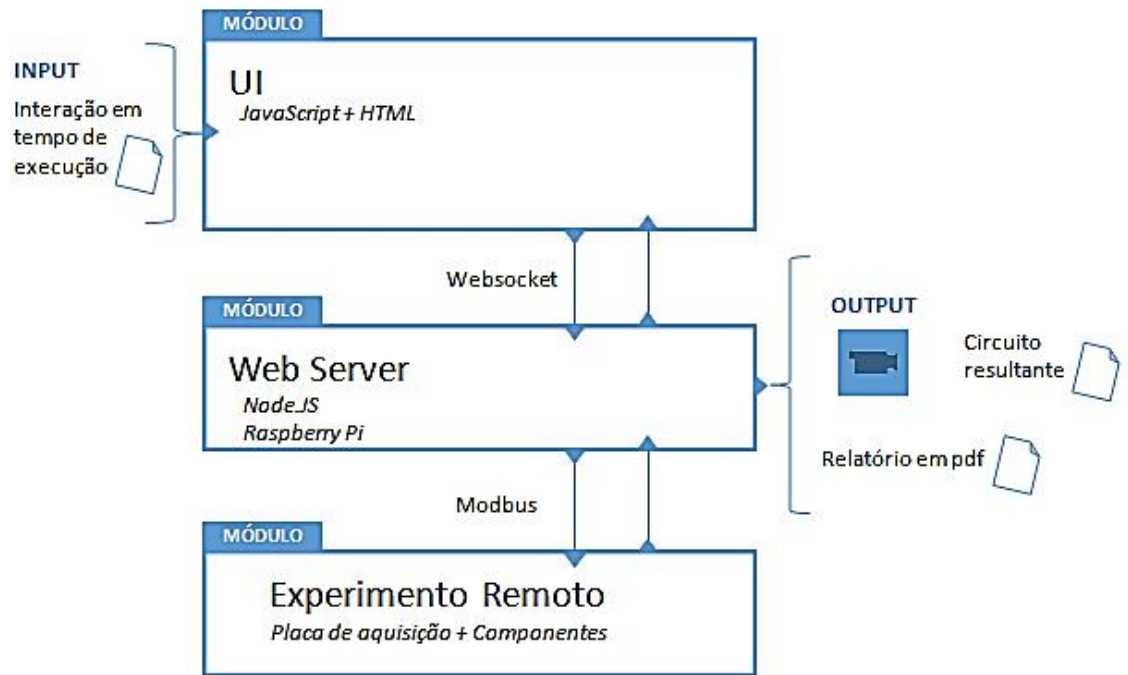 MÓDULO
INPUT
Interação em
tempo de
execução
UI
JavaScript + HTML
Websocket
MÓDULO
Web Server
Node.JS
Raspberry Pi
OUTPUT
Circuito
resultante
Relatório em pdf
Modbus
MÓDULO
Experimento Remoto
Placa de aquisição + Componentes